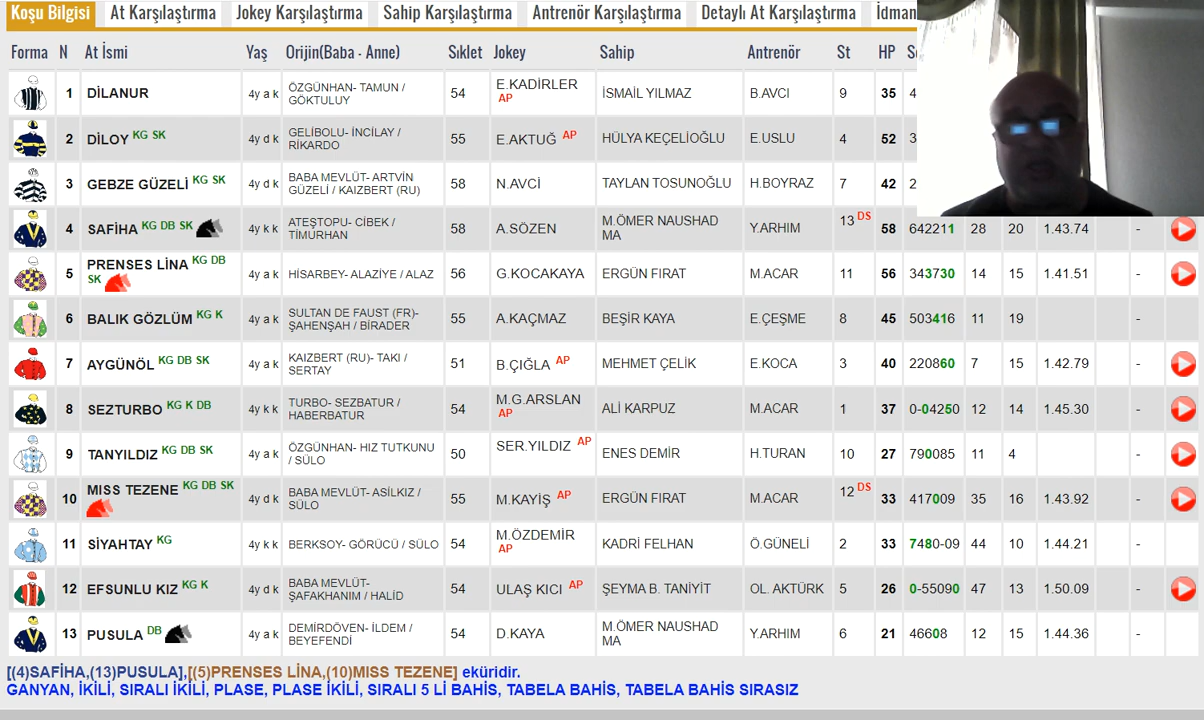 Koşu Bilgisi At Karşılaştırma Jokey Karşılaştırma Sahip Karşılaştırma Antrenör Karşılaştırma Detaylı At Karşılaştırma İdman
Forma N At İsmi Yaş Orijin(Baba - Anne) Sıklet Jokey Sahip Antrenör St HP
1 DİLANUR 4y a k ÖZGÜNHAN- TAMUN / GÖKTULUY 54 E.KADİRLER AP İSMAİL YILMAZ B.AVCI 9 35 4
2 DİLOY KG SK 4y d k GELİBOLU- İNCİLAY / RİKARDO 55 E.AKTUĞ AP HÜLYA KEÇELİOĞLU E.USLU 4 52 3
3 GEBZE GÜZELİ KG SK 4y d k BABA MEVLÜT- ARTVİN GÜZELİ / KAIZBERT (RU) 58 N.AVCİ TAYLAN TOSUNOĞLU H.BOYRAZ 7 42 2
4 SAFİHA KG DB SK 4y k k ATEŞTOPU- CİBEK / TİMURHAN 58 A.SÖZEN M.ÖMER NAUSHAD MA Y.ARHIM 13 DS 58 642211 28 20 1.43.74 -
5 PRENSES LİNA KG DB SK 4y a k HİSARBEY- ALAZİYE / ALAZ 56 G.KOCAKAYA ERGÜN FIRAT M.ACAR 11 56 343730 14 15 1.41.51 -
6 BALIK GÖZLÜM KG K 4y a k SULTAN DE FAUST (FR)- ŞAHENŞAH / BİRADER 55 A.KAÇMAZ BEŞİR KAYA E.ÇEŞME 8 45 503416 11 19 -
7 AYGÜNÖL KG DB SK 4y a k KAIZBERT (RU)- TAKI / SERTAY 51 B.ÇIĞLA AP MEHMET ÇELİK E.KOCA 3 40 220860 7 15 1.42.79 -
8 SEZTURBO KG K DB 4y k k TURBO- SEZBATUR / HABERBATUR 54 M.G.ARSLAN AP ALİ KARPUZ M.ACAR 1 37 0-04250 12 14 1.45.30 -
9 TANYILDIZ KG DB SK 4y a k ÖZGÜNHAN- HIZ TUTKUNU / SÜLO 50 SER.YILDIZ AP ENES DEMİR H.TURAN 10 27 790085 11 4 -
10 MISS TEZENE KG DB SK 4y d k BABA MEVLÜT- ASİLKIZ / SÜLO 55 M.KAYİŞ AP ERGÜN FIRAT M.ACAR 12 DS 33 417009 35 16 1.43.92 -
11 SİYAHTAY KG 4y k k BERKSOY- GÖRÜCÜ / SÜLO 54 M.ÖZDEMİR AP KADRİ FELHAN Ö.GÜNELİ 2 33 7480-09 44 10 1.44.21 -
12 EFSUNLU KIZ KG K 4y d k BABA MEVLÜT- ŞAFAKHANIM / HALİD 54 ULAŞ KICI AP ŞEYMA B. TANİYİT OL. AKTÜRK 5 26 0-55090 47 13 1.50.09 -
13 PUSULA DB 4y a k DEMİRDÖVEN- İLDEM / BEYEFENDİ 54 D.KAYA M.ÖMER NAUSHAD MA Y.ARHIM 6 21 46608 12 15 1.44.36 -
[(4)SAFİHA,(13)PUSULA],[(5)PRENSES LİNA,(10)MISS TEZENE] eküridir.
GANYAN, İKİLİ, SIRALI İKİLİ, PLASE, PLASE İKİLİ, SIRALI 5 Lİ BAHİS, TABELA BAHİS, TABELA BAHİS SIRASIZ